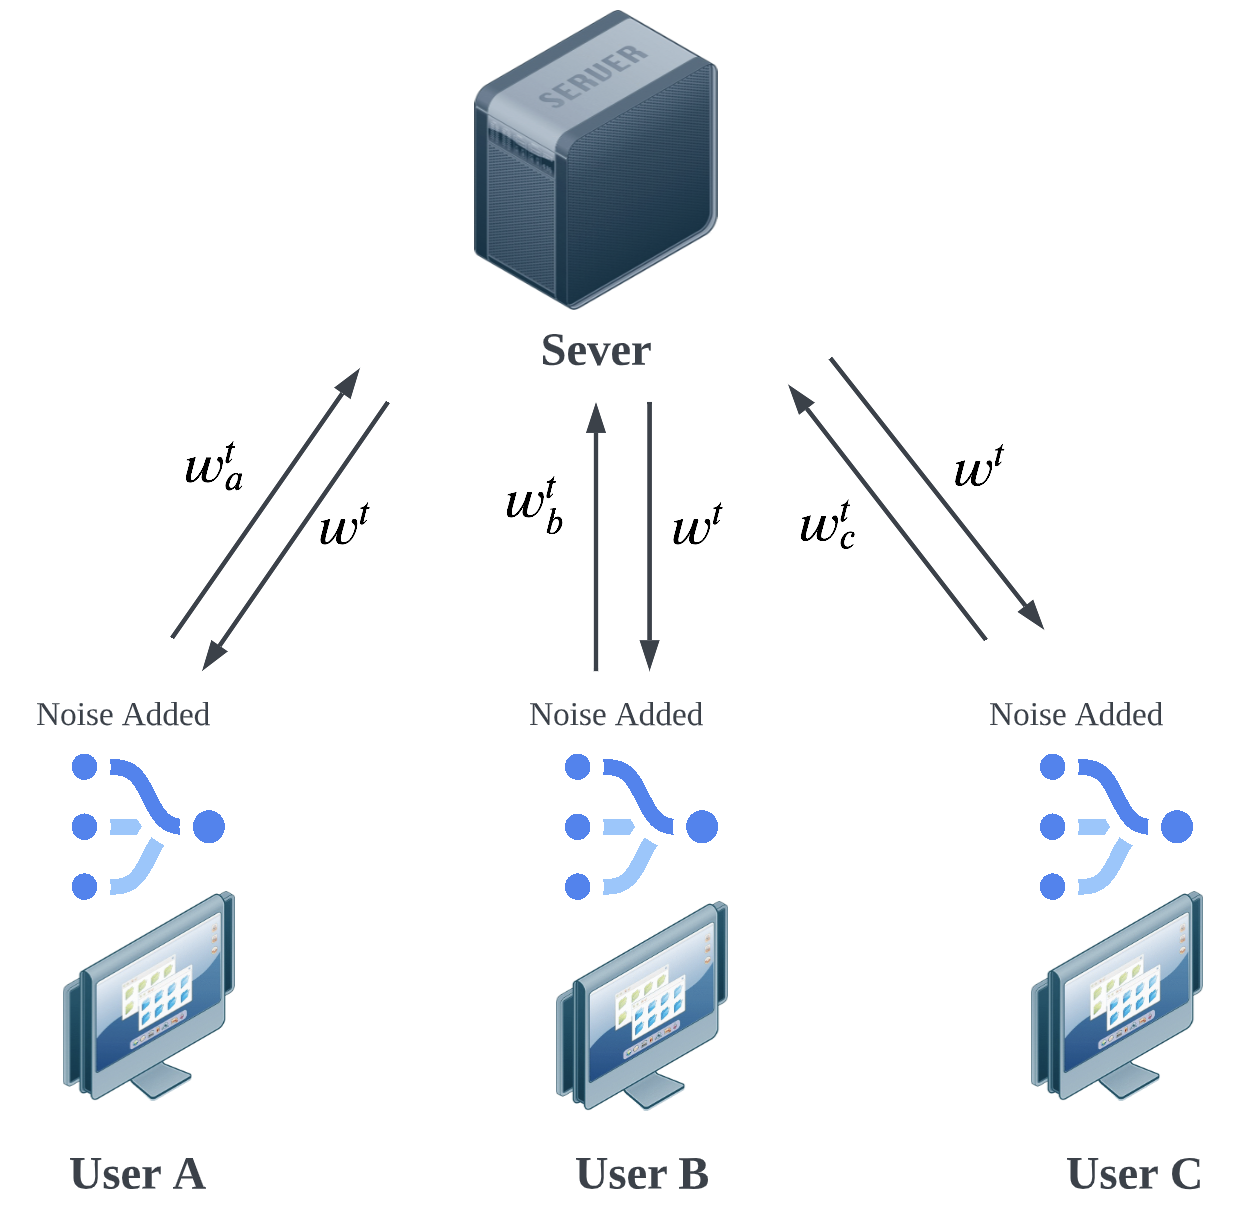 SERVER
Sever
w_a^t
w^t
w_b^t
w^t
w_c^t
w^t
Noise Added
Noise Added
Noise Added
User A
User B
User C